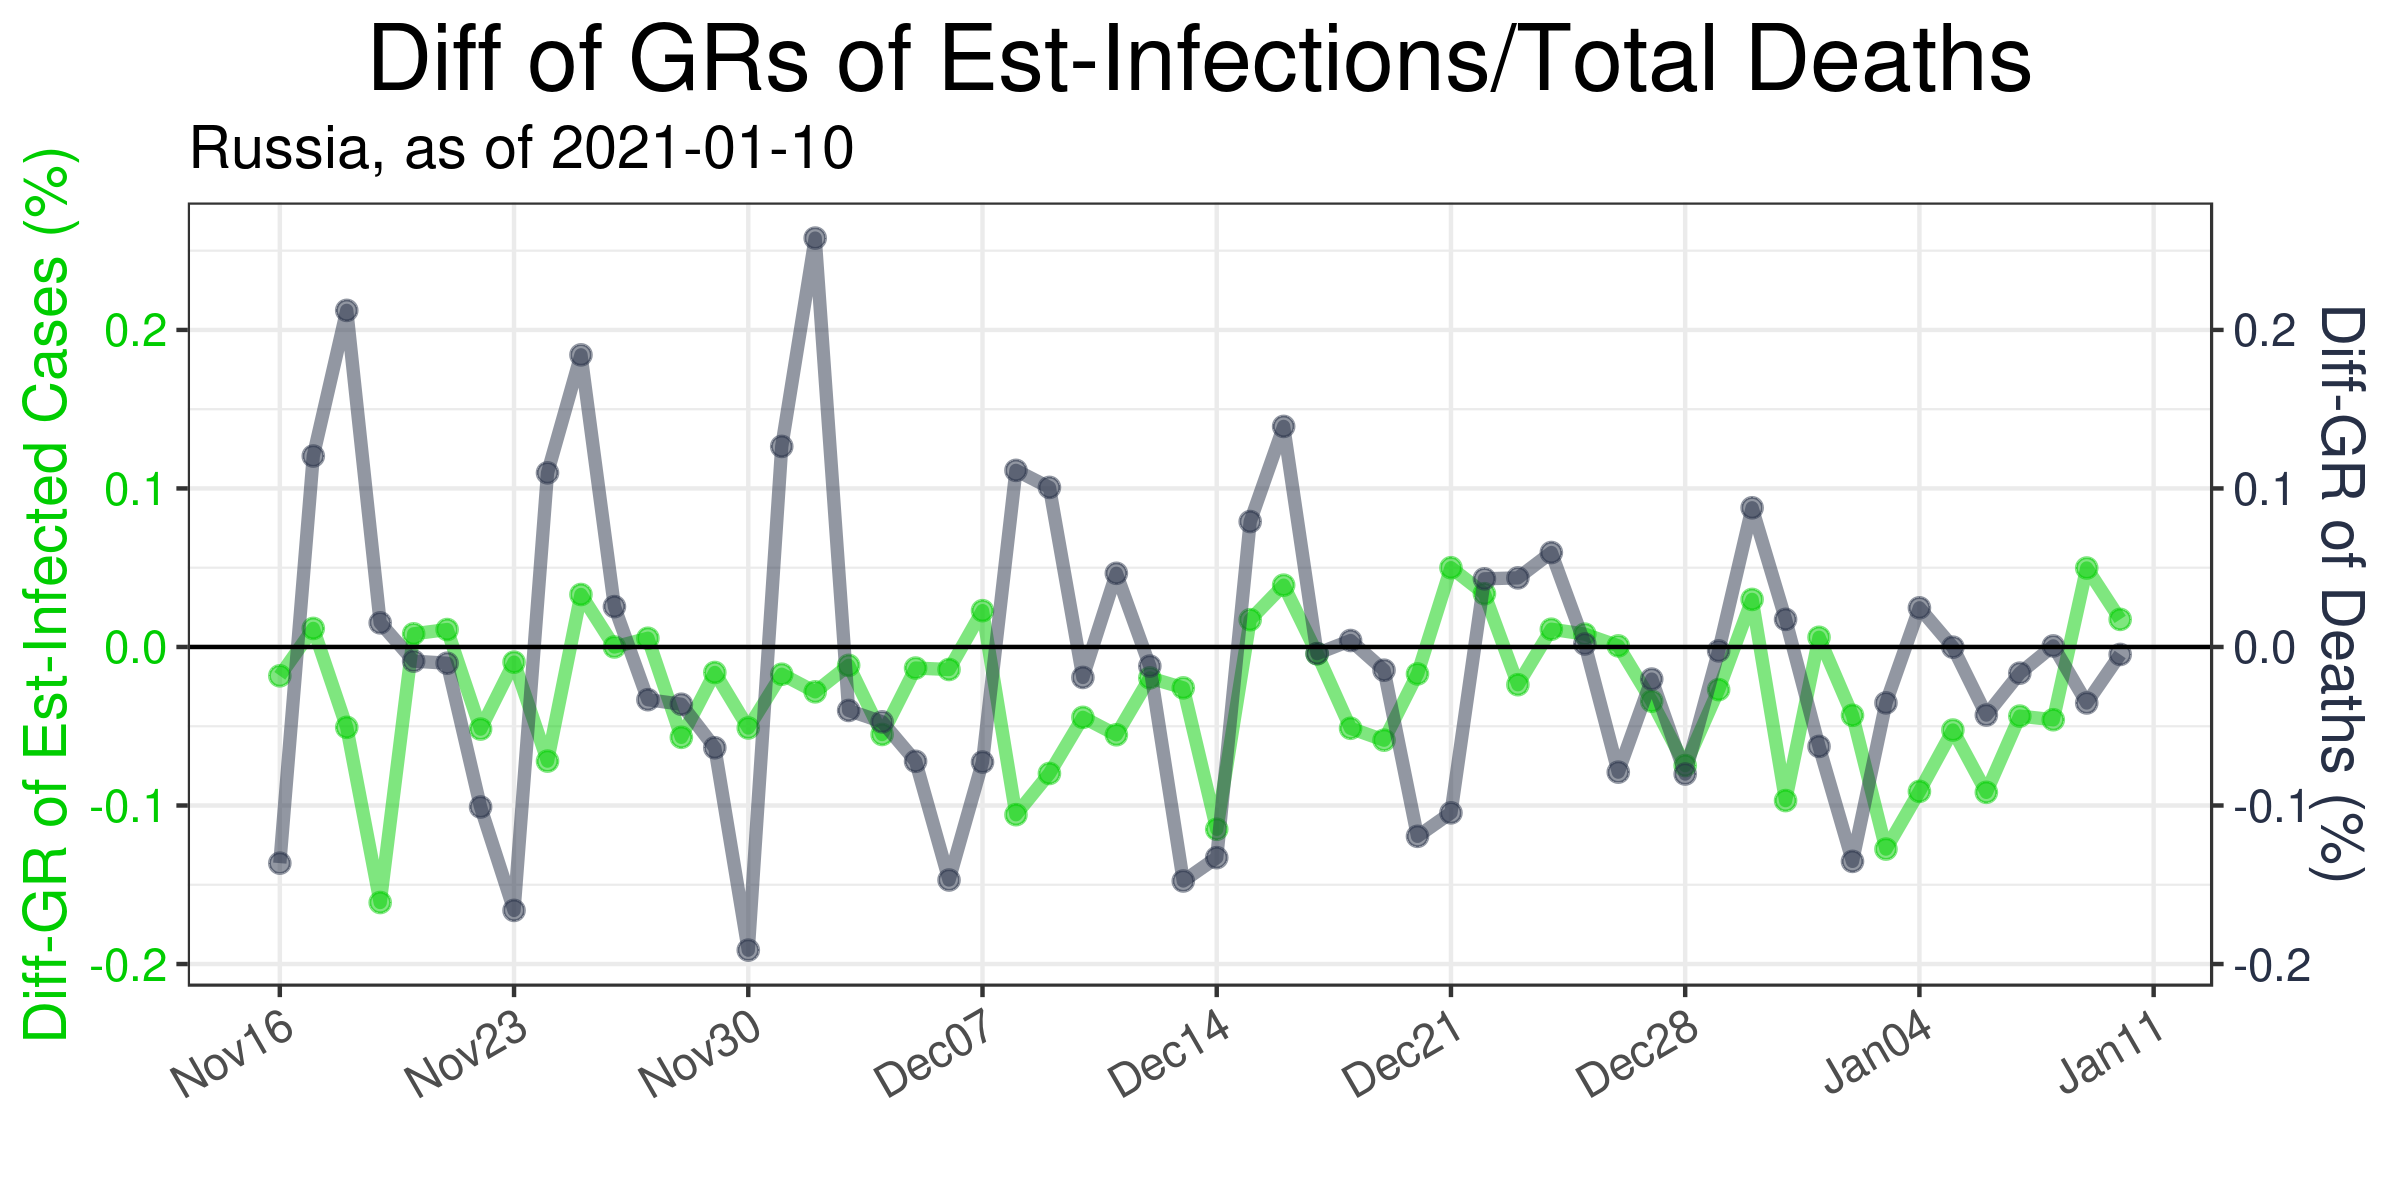 Diff of GRs of Est-Infections/Total Deaths
Russia, as of 2021-01-10
Diff-GR of Est-Infected Cases (%)
0.2
0.1
0.0
-0.1
-0.2
0.2
0.1
0.0
-0.1
-0.2
Diff-GR of Deaths (%)
Nov16 Nov23 Nov30 Dec07 Dec14 Dec21 Dec28 Jan04 Jan11